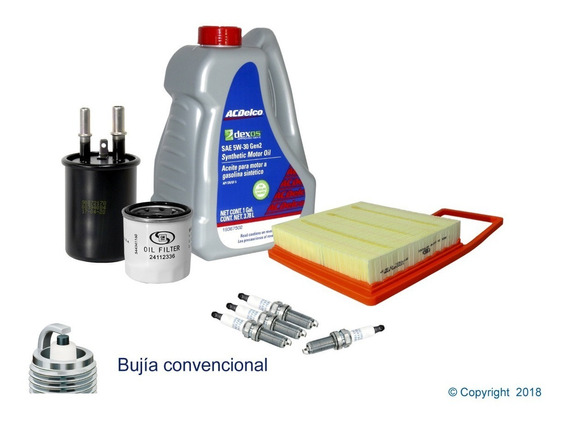 ACDelco
dexos
SAE 5W-30 Gen2
Synthetic Motor Oil
Aceite para motor a
gasolina sintético
NET CONT. 1 Gal.
CONT. NET. 3.78 L
OIL FILTER
24112336
Bujía convencional
© Copyright 2018